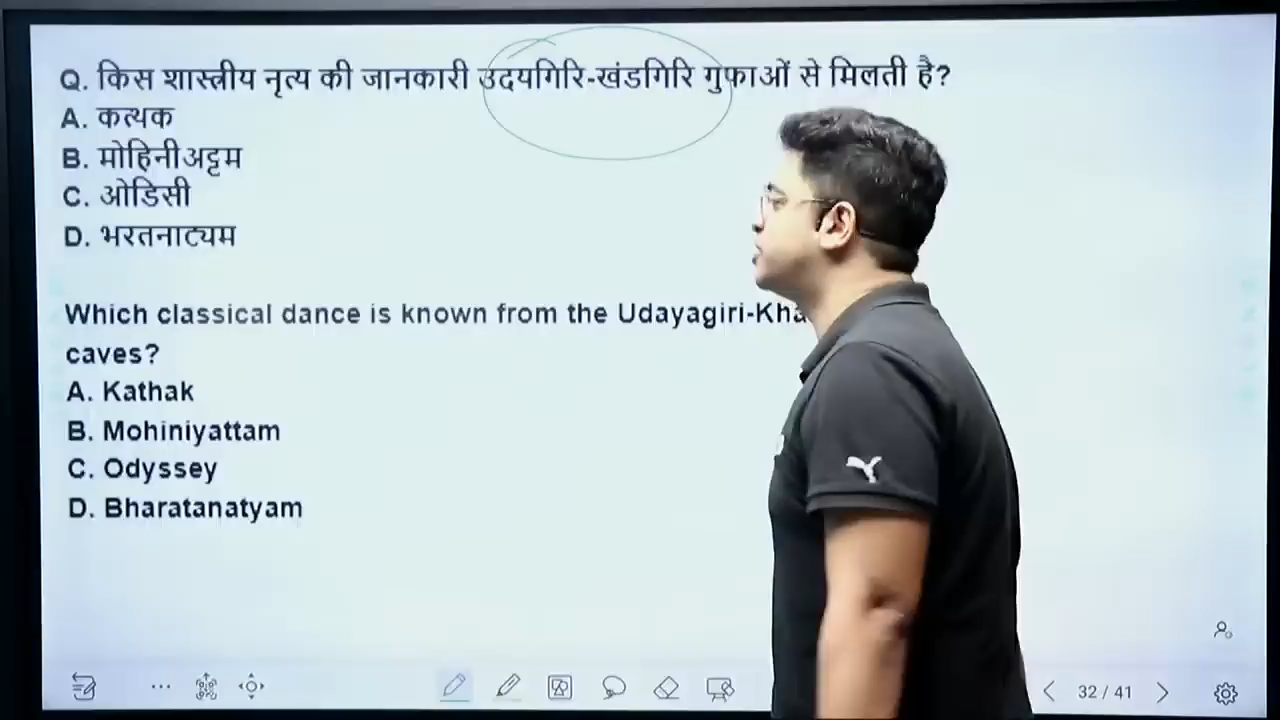 Q. किस शास्त्रीय नृत्य की जानकारी उदयगिरि-खंडगिरि गुफाओं से मिलती है?
A. कत्थक
B. मोहिनीअट्टम
C. ओडिसी
D. भरतनाट्यम
Which classical dance is known from the Udayagiri-Kha
caves?
A. Kathak
B. Mohiniyattam
C. Odyssey
D. Bharatanatyam
32 / 41